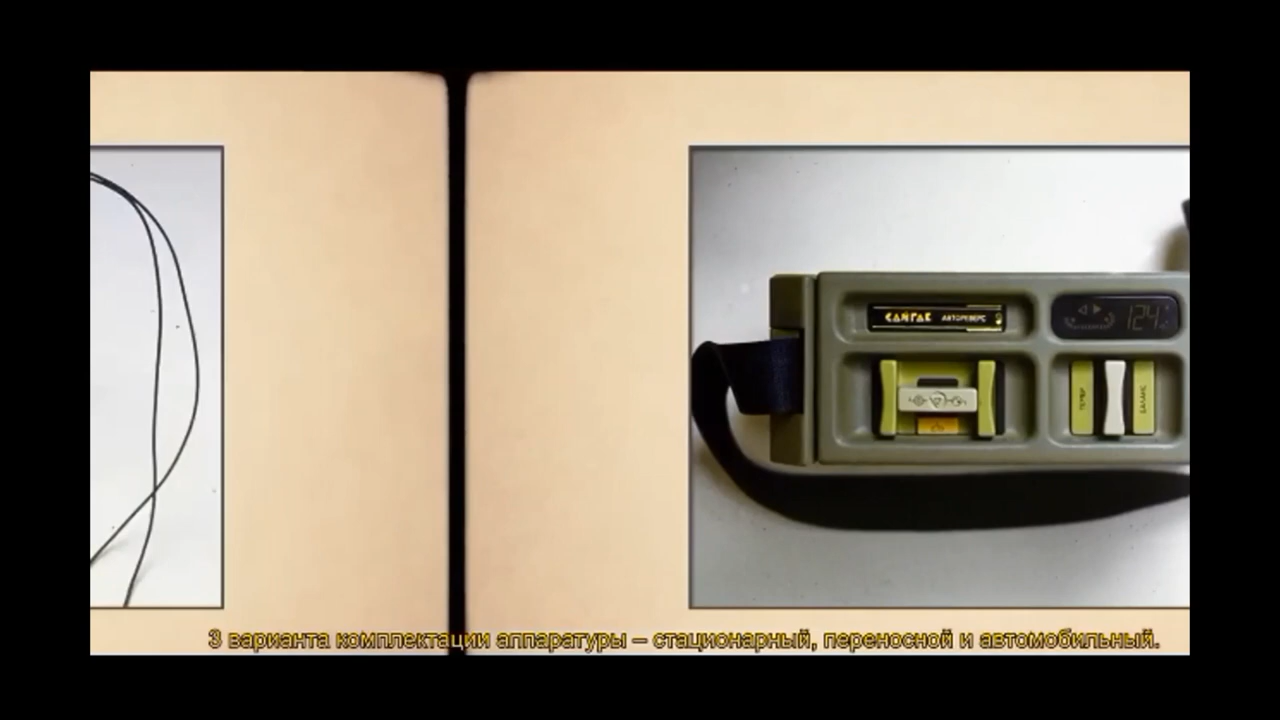 САЙГАК АВТОРЕВЕРС
124
ТЕМБР
БАЛАНС
3 варианта комплектации аппаратуры – стационарный, переносной и автомобильный.